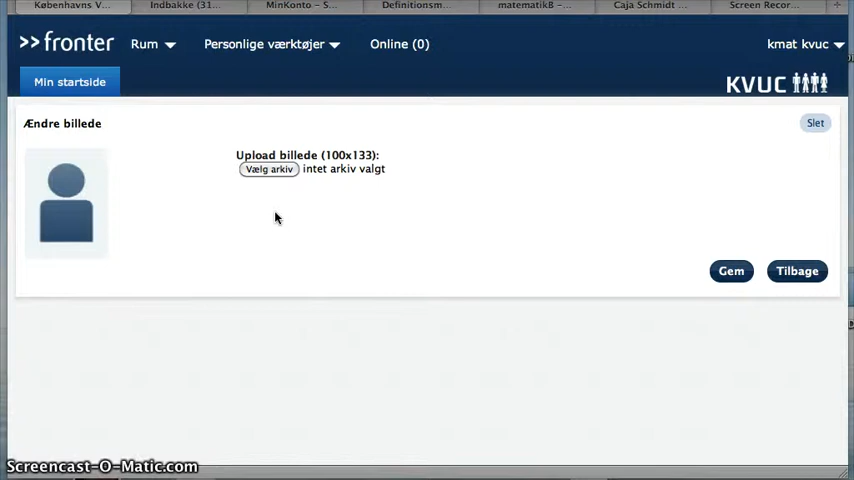 Københavns V... Indbakke (31... MinKonto – S... Definitionsm... matematikB –... Caja Schmidt ... Screen Recor... +
>>fronter Rum Personlige værktøjer Online (0) kmat kvuc
Min startside KVUC
Ændre billede Slet
Upload billede (100x133):
Vælg arkiv intet arkiv valgt
Gem Tilbage
Screencast-O-Matic.com